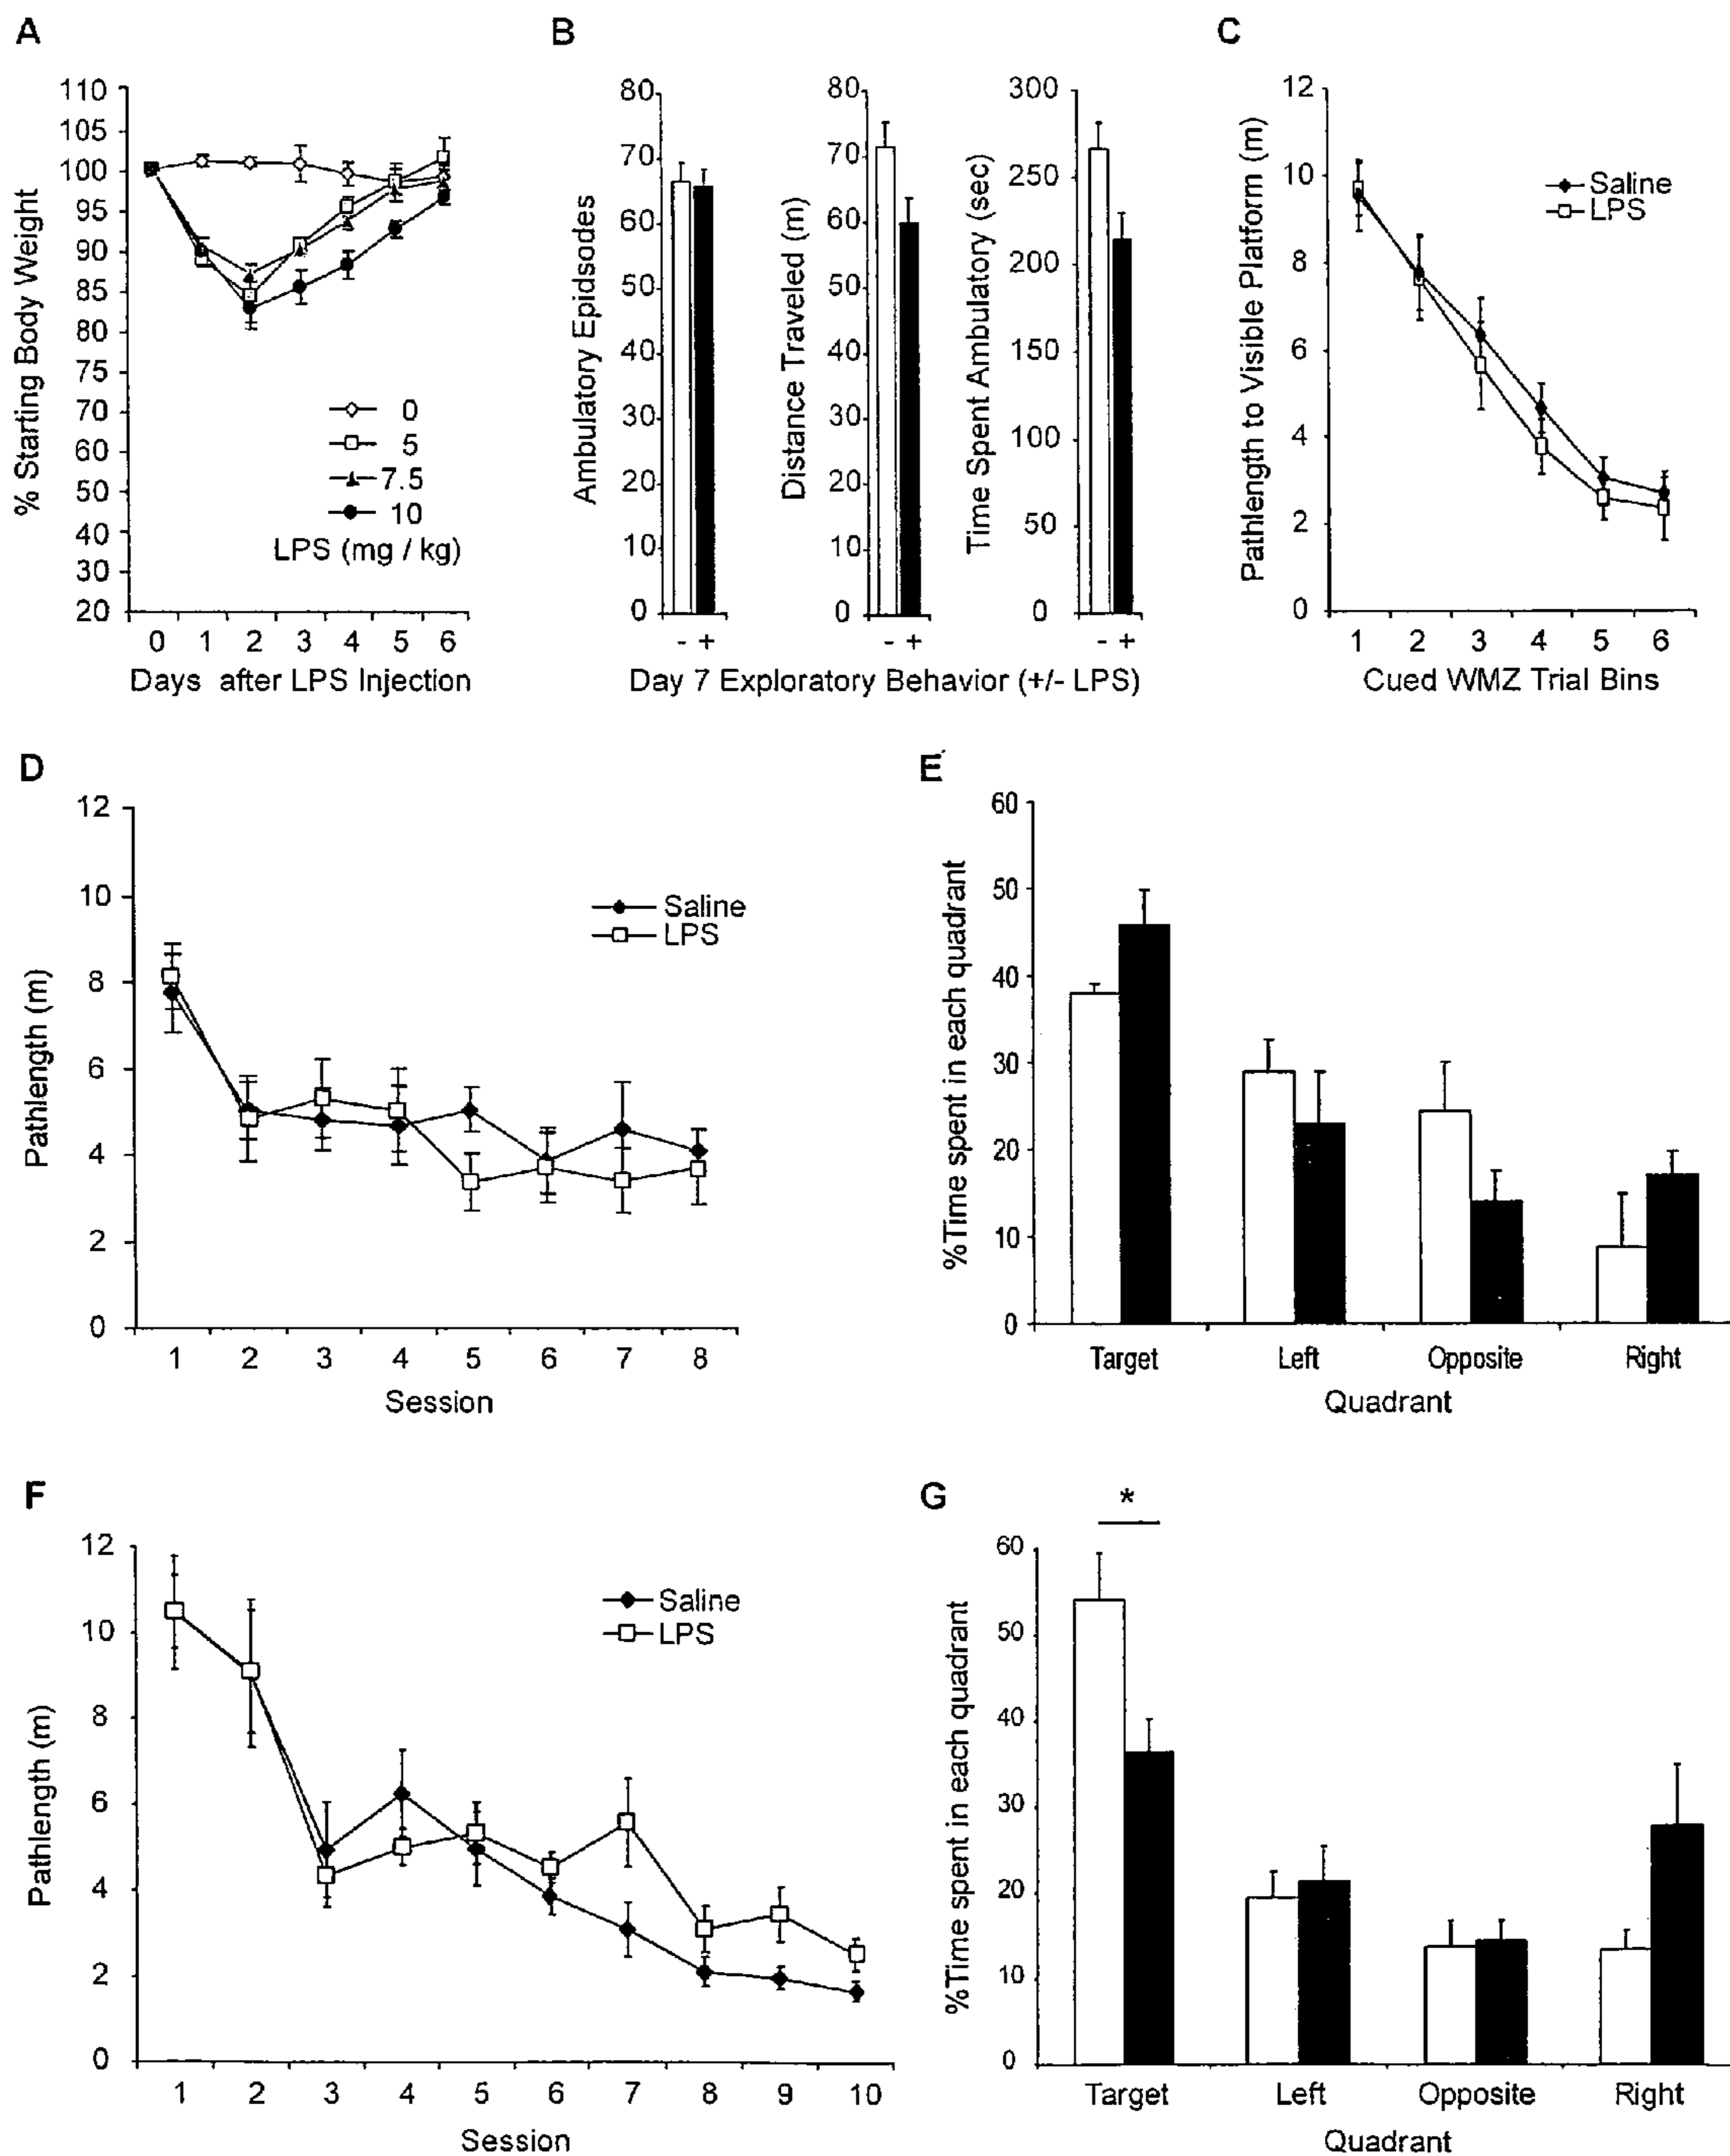 A
% Starting Body Weight
110
105
100
95
90
85
80
75
70
60
50
40
30
20
0
5
7.5
10
LPS (mg / kg)
0 1 2 3 4 5 6
Days after LPS Injection
B
Ambulatory Epidsodes
80
70
60
50
40
30
20
10
0
- +
Distance Traveled (m)
80
70
60
50
40
30
20
10
0
- +
Time Spent Ambulatory (sec)
300
250
200
150
100
50
0
- +
Day 7 Exploratory Behavior (+/- LPS)
C
Pathlength to Visible Platform (m)
12
10
8
6
4
2
0
Saline
LPS
1 2 3 4 5 6
Cued WMZ Trial Bins
D
Pathlength (m)
12
10
8
6
4
2
0
Saline
LPS
1 2 3 4 5 6 7 8
Session
E
%Time spent in each quadrant
60
50
40
30
20
10
0
Target Left Opposite Right
Quadrant
F
Pathlength (m)
12
10
8
6
4
2
0
Saline
LPS
1 2 3 4 5 6 7 8 9 10
Session
G
*
%Time spent in each quadrant
60
50
40
30
20
10
0
Target Left Opposite Right
Quadrant